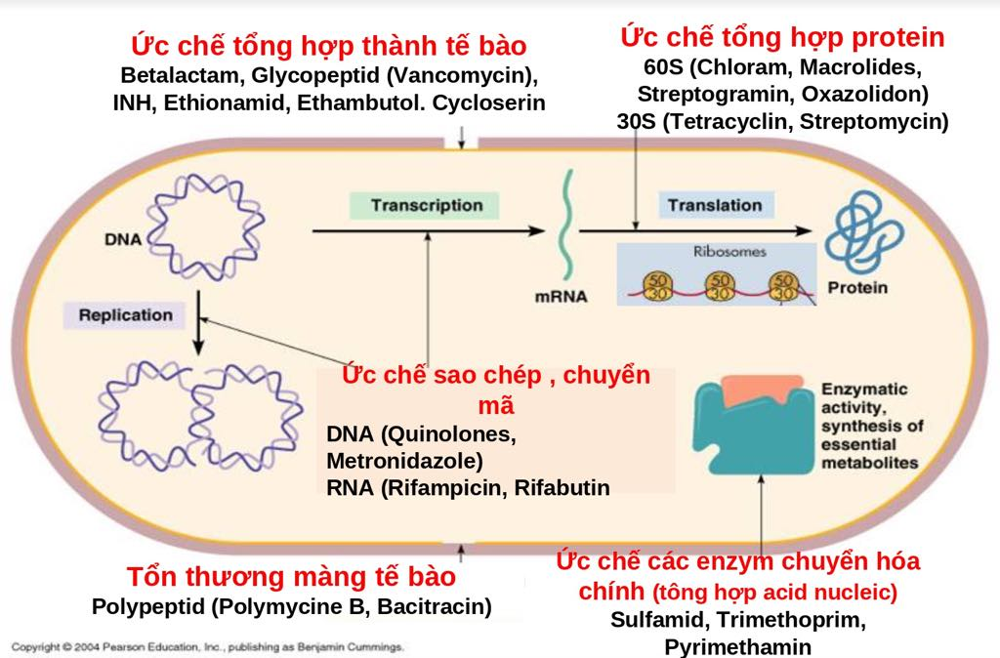 Ức chế tổng hợp thành tế bào
Betalactam, Glycopeptid (Vancomycin),
INH, Ethionamid, Ethambutol. Cycloserin
Ức chế tổng hợp protein
60S (Chloram, Macrolides,
Streptogramin, Oxazolidon)
30S (Tetracyclin, Streptomycin)
DNA
Transcription
mRNA
Translation
Ribosomes
50 50 50
30 30 30
Protein
Replication
Ức chế sao chép , chuyển
mã
DNA (Quinolones,
Metronidazole)
RNA (Rifampicin, Rifabutin
Enzymatic
activity,
synthesis of
essential
metabolites
Tổn thương màng tế bào
Polypeptid (Polymycine B, Bacitracin)
Ức chế các enzym chuyển hóa
chính (tông hợp acid nucleic)
Sulfamid, Trimethoprim,
Pyrimethamin
Copyright © 2004 Pearson Education, Inc., publishing as Benjamin Cummings.